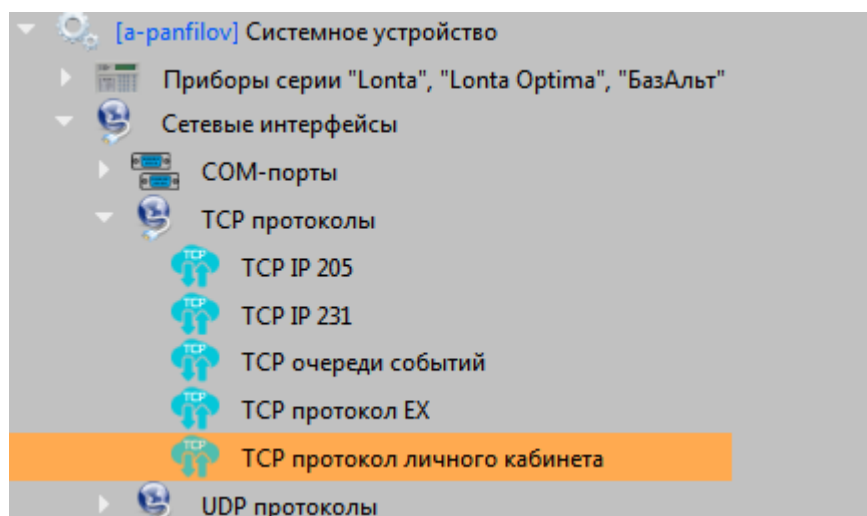 [a-panfilov] Системное устройство
Приборы серии "Lonta", "Lonta Optima", "БазАльт"
Сетевые интерфейсы
COM-порты
TCP протоколы
TCP IP 205
TCP IP 231
TCP очереди событий
TCP протокол EX
TCP протокол личного кабинета
UDP протоколы